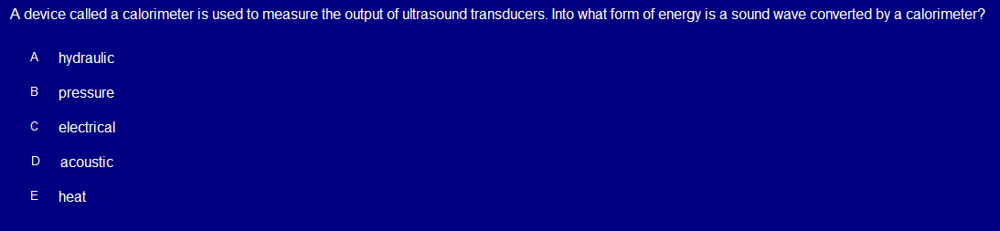 A device called a calorimeter is used to measure the output of ultrasound transducers. Into what form of energy is a sound wave converted by a calorimeter?
A hydraulic
B pressure
C electrical
D acoustic
E heat